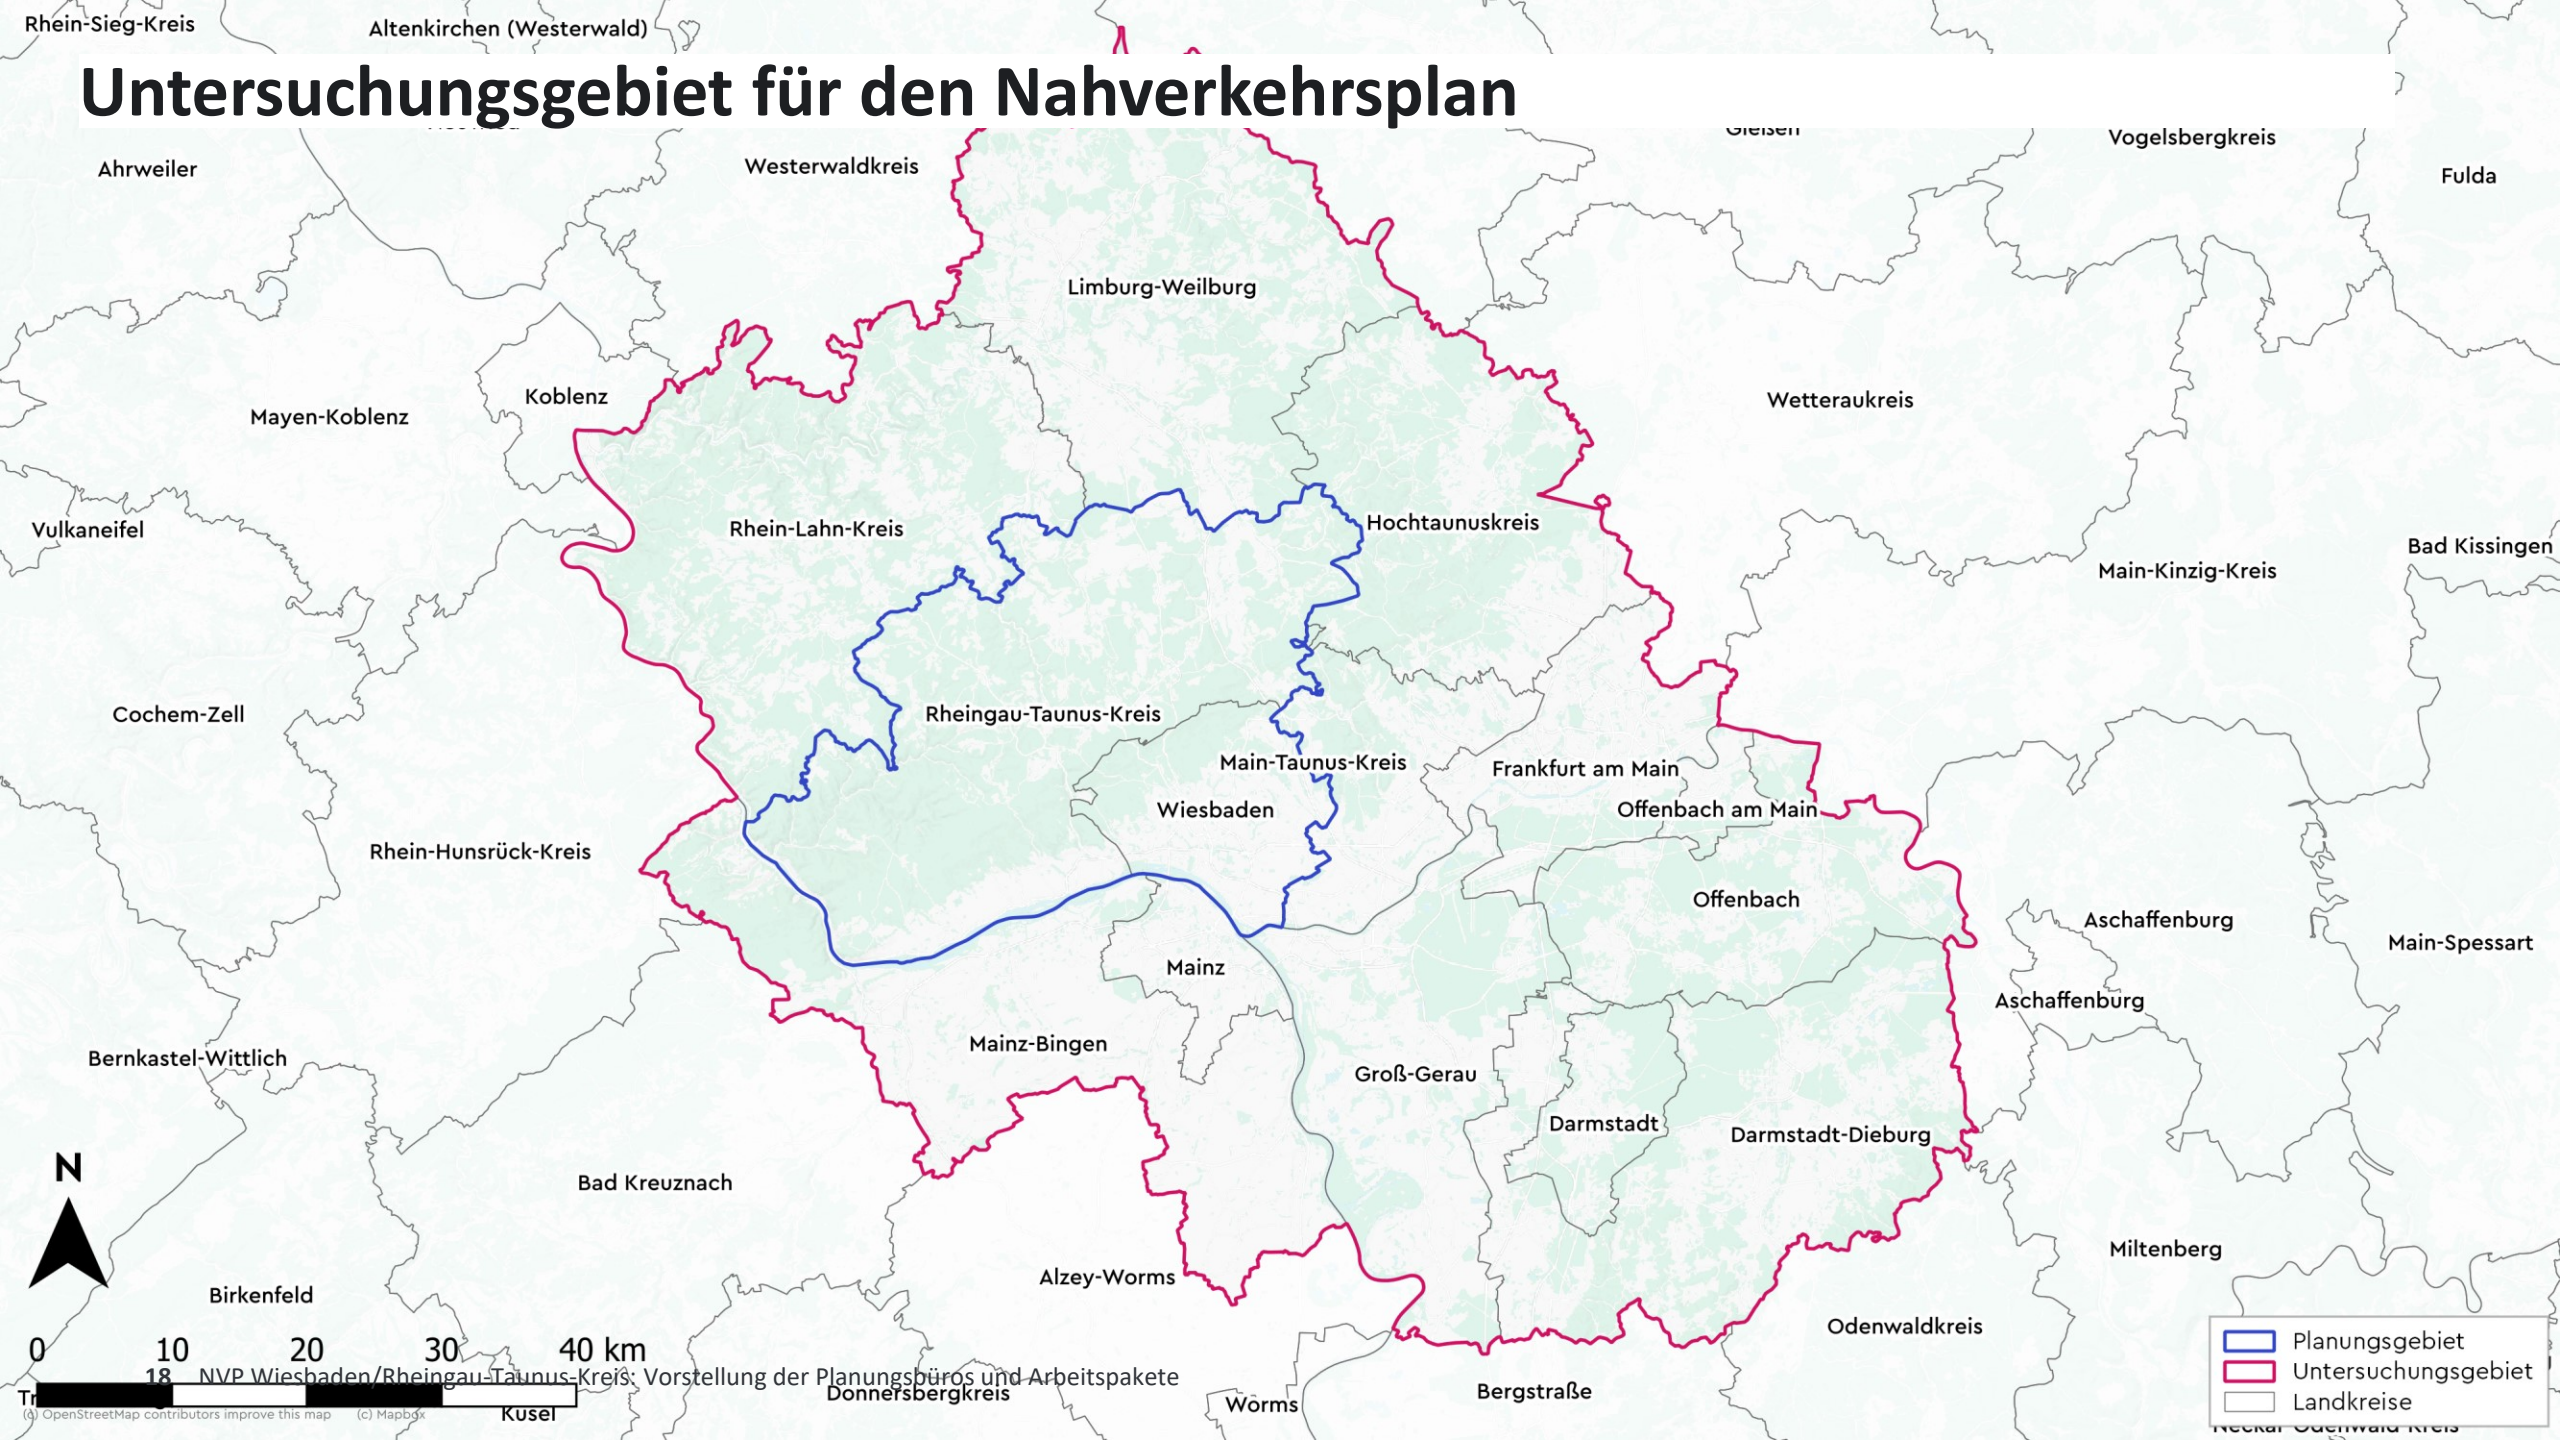 Rhein-Sieg-Kreis
Altenkirchen (Westerwald)
Untersuchungsgebiet für den Nahverkehrsplan
Gießen
Vogelsbergkreis
Ahrweiler
Westerwaldkreis
Fulda
Limburg-Weilburg
Koblenz
Mayen-Koblenz
Wetteraukreis
Vulkaneifel
Rhein-Lahn-Kreis
Hochtaunuskreis
Bad Kissingen
Main-Kinzig-Kreis
Cochem-Zell
Rheingau-Taunus-Kreis
Main-Taunus-Kreis
Frankfurt am Main
Wiesbaden
Offenbach am Main
Rhein-Hunsrück-Kreis
Offenbach
Aschaffenburg
Main-Spessart
Mainz
Aschaffenburg
Mainz-Bingen
Bernkastel-Wittlich
Groß-Gerau
Darmstadt
Darmstadt-Dieburg
N
Bad Kreuznach
Miltenberg
Alzey-Worms
Birkenfeld
Odenwaldkreis
0 10 20 30 40 km
18 NVP Wiesbaden/Rheingau-Taunus-Kreis: Vorstellung der Planungsbüros und Arbeitspakete
Donnersbergkreis
Worms
Bergstraße
Kusel
(c) OpenStreetMap contributors improve this map (c) Mapbox
Planungsgebiet
Untersuchungsgebiet
Landkreise
Neckar-Odenwald-Kreis